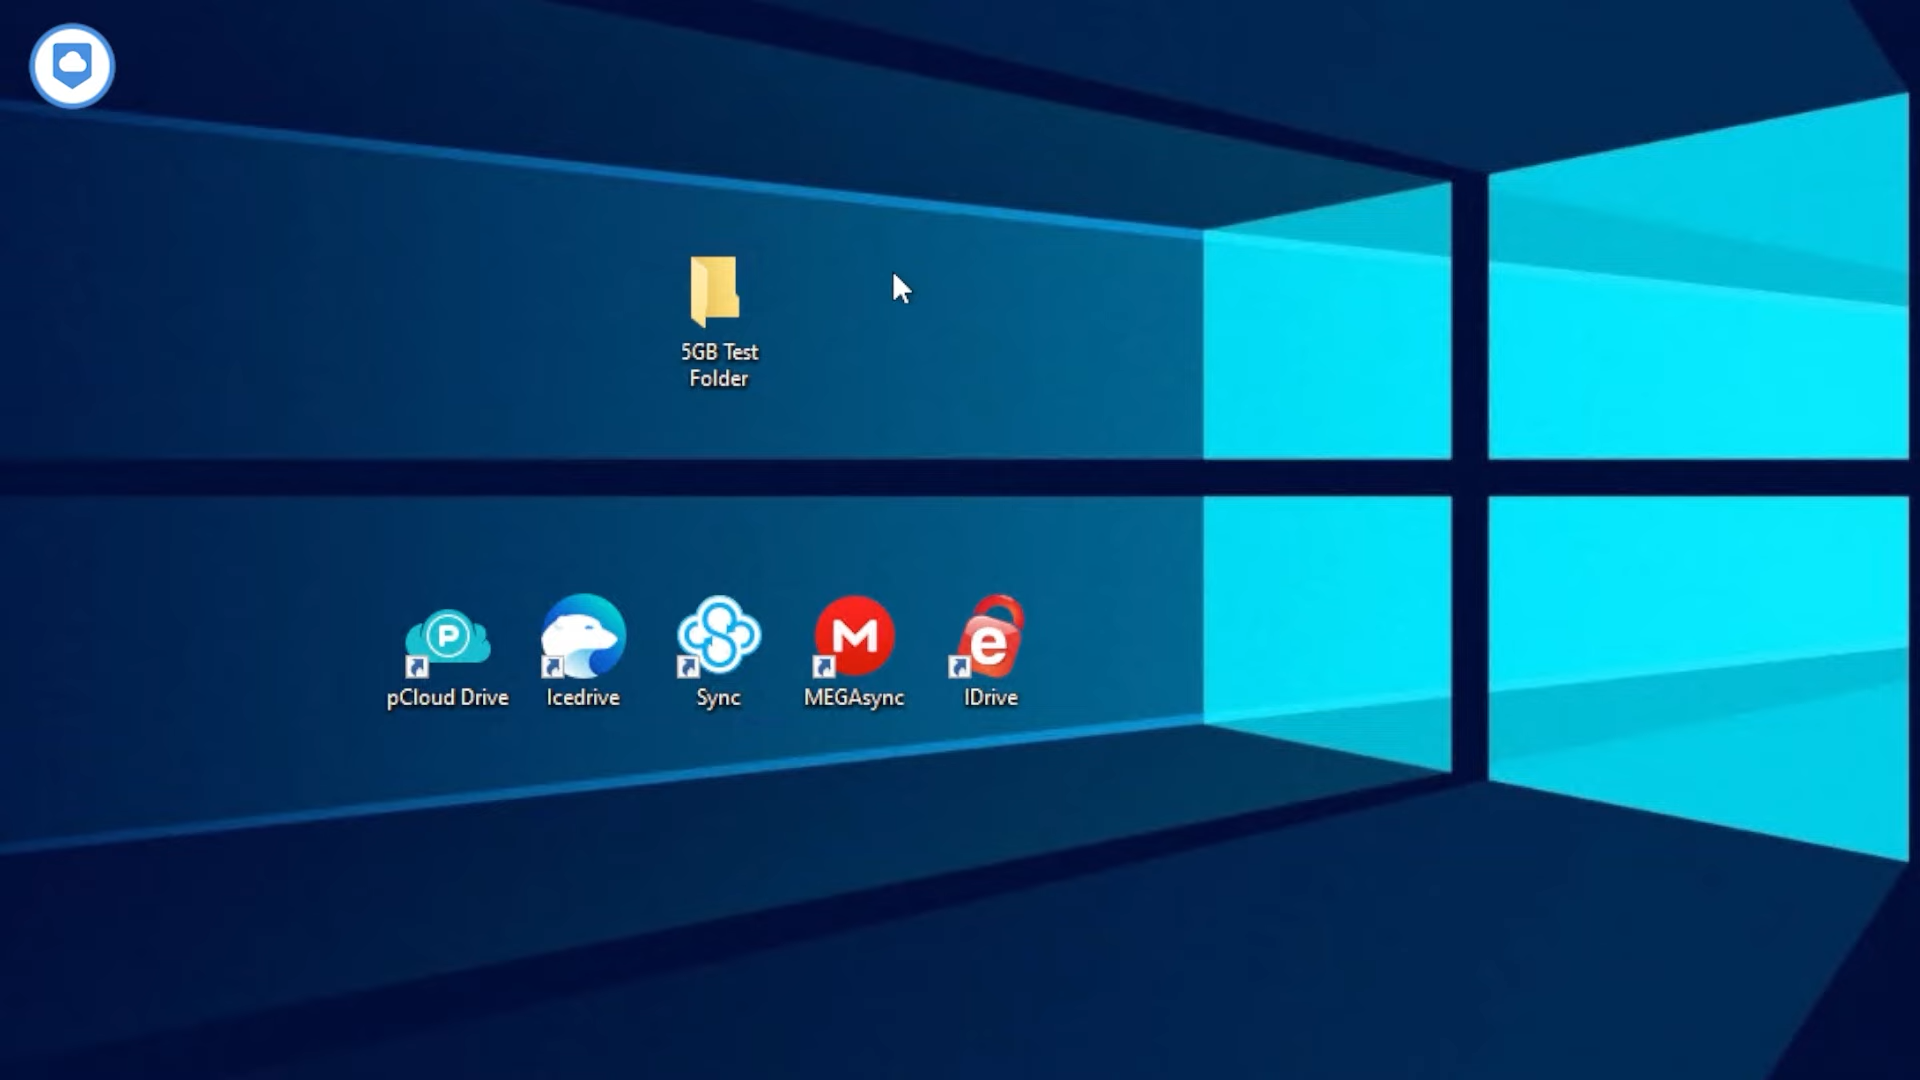 5GB Test
Folder
pCloud Drive
Icedrive
Sync
MEGAsync
IDrive